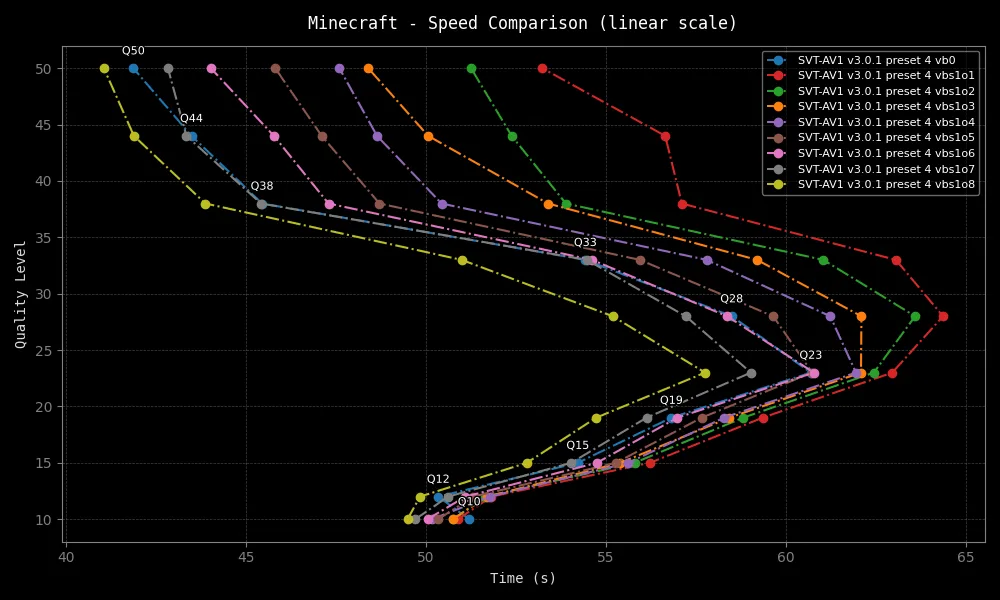 Minecraft - Speed Comparison (linear scale)
SVT-AV1 v3.0.1 preset 4 vb0
SVT-AV1 v3.0.1 preset 4 vbs1o1
SVT-AV1 v3.0.1 preset 4 vbs1o2
SVT-AV1 v3.0.1 preset 4 vbs1o3
SVT-AV1 v3.0.1 preset 4 vbs1o4
SVT-AV1 v3.0.1 preset 4 vbs1o5
SVT-AV1 v3.0.1 preset 4 vbs1o6
SVT-AV1 v3.0.1 preset 4 vbs1o7
SVT-AV1 v3.0.1 preset 4 vbs1o8
Q50
Q44
Q38
Q33
Q28
Q23
Q19
Q15
Q12
Q10
Quality Level
50
45
40
35
30
25
20
15
10
40
45
50
55
60
65
Time (s)